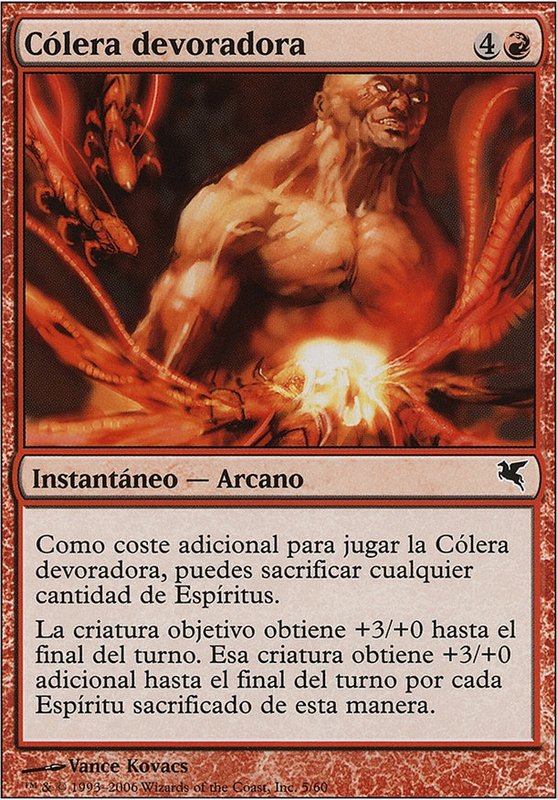 Cólera devoradora 4
Instantáneo — Arcano
Como coste adicional para jugar la Cólera
devoradora, puedes sacrificar cualquier
cantidad de Espíritus.
La criatura objetivo obtiene +3/+0 hasta el
final del turno. Esa criatura obtiene +3/+0
adicional hasta el final del turno por cada
Espíritu sacrificado de esta manera.
Vance Kovacs
™ & © 1993-2006 Wizards of the Coast, Inc. 5/60